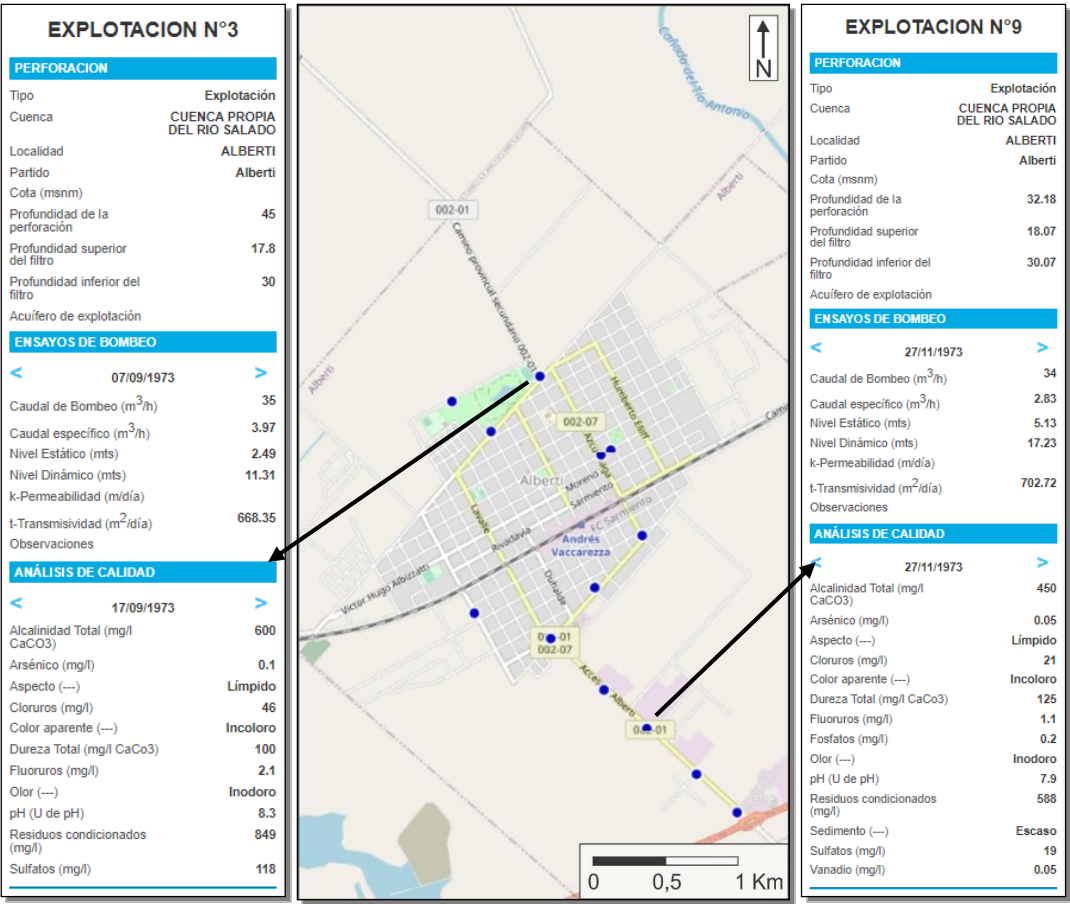 EXPLOTACION N°3
PERFORACION
Tipo Explotación
Cuenca CUENCA PROPIA
DEL RIO SALADO
Localidad ALBERTI
Partido Alberti
Cota (msnm)
Profundidad de la
perforación 45
Profundidad superior
del filtro 17.8
Profundidad inferior del
filtro 30
Acuífero de explotación
ENSAYOS DE BOMBEO
< 07/09/1973 >
Caudal de Bombeo (m3/h) 35
Caudal específico (m3/h) 3.97
Nivel Estático (mts) 2.49
Nivel Dinámico (mts) 11.31
k-Permeabilidad (m/día)
t-Transmisividad (m2/día) 668.35
Observaciones
ANÁLISIS DE CALIDAD
< 17/09/1973 >
Alcalinidad Total (mg/l
CaCO3) 600
Arsénico (mg/l) 0.1
Aspecto (---) Límpido
Cloruros (mg/l) 46
Color aparente (---) Incoloro
Dureza Total (mg/l CaCo3) 100
Fluoruros (mg/l) 2.1
Olor (---) Inodoro
pH (U de pH) 8.3
Residuos condicionados
(mg/l) 849
Sulfatos (mg/l) 118
Cañada del Tío Antonio
N
Alberti
002-01
Camino provincial secundario 002-01
Alberti
Humberto Elliff
002-07
Cami
Alberti
Moreno
Sarmiento
FC Sarmiento
Lavalle
Rivadavia
Andrés
Vaccarezza
Duhalde
Víctor Hugo Albizzatti
002-07
Alberti
0 0,5 1 Km
EXPLOTACION N°9
PERFORACION
Tipo Explotación
Cuenca CUENCA PROPIA
DEL RIO SALADO
Localidad ALBERTI
Partido Alberti
Cota (msnm)
Profundidad de la
perforación 32.18
Profundidad superior
del filtro 18.07
Profundidad inferior del
filtro 30.07
Acuífero de explotación
ENSAYOS DE BOMBEO
< 27/11/1973 >
Caudal de Bombeo (m3/h) 34
Caudal específico (m3/h) 2.83
Nivel Estático (mts) 5.13
Nivel Dinámico (mts) 17.23
k-Permeabilidad (m/día)
t-Transmisividad (m2/día) 702.72
Observaciones
ANÁLISIS DE CALIDAD
< 27/11/1973 >
Alcalinidad Total (mg/l
CaCO3) 450
Arsénico (mg/l) 0.05
Aspecto (---) Límpido
Cloruros (mg/l) 21
Color aparente (---) Incoloro
Dureza Total (mg/l CaCo3) 125
Fluoruros (mg/l) 1.1
Fosfatos (mg/l) 0.2
Olor (---) Inodoro
pH (U de pH) 7.9
Residuos condicionados
(mg/l) 588
Sedimento (---) Escaso
Sulfatos (mg/l) 19
Vanadio (mg/l) 0.05